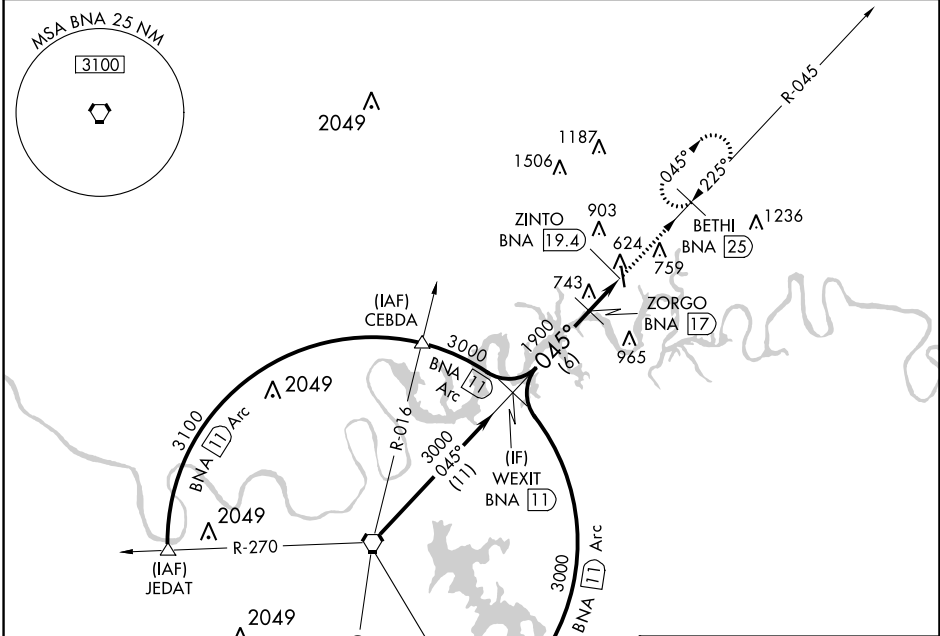 MSA BNA 25 NM
3100
2049
1187
1506
R-045
045°
225°
ZINTO
BNA 19.4
903
624
BETHI
BNA 25
1236
759
743
ZORGO
BNA 17
965
(IAF)
CEBDA
3000
BNA 11
Arc
1900
045°
(6)
2049
3100
BNA 11 Arc
R-016
3000
045°
(11)
(IF)
WEXIT
BNA 11
2049
R-270
(IAF)
JEDAT
3000
BNA 11 Arc
2049